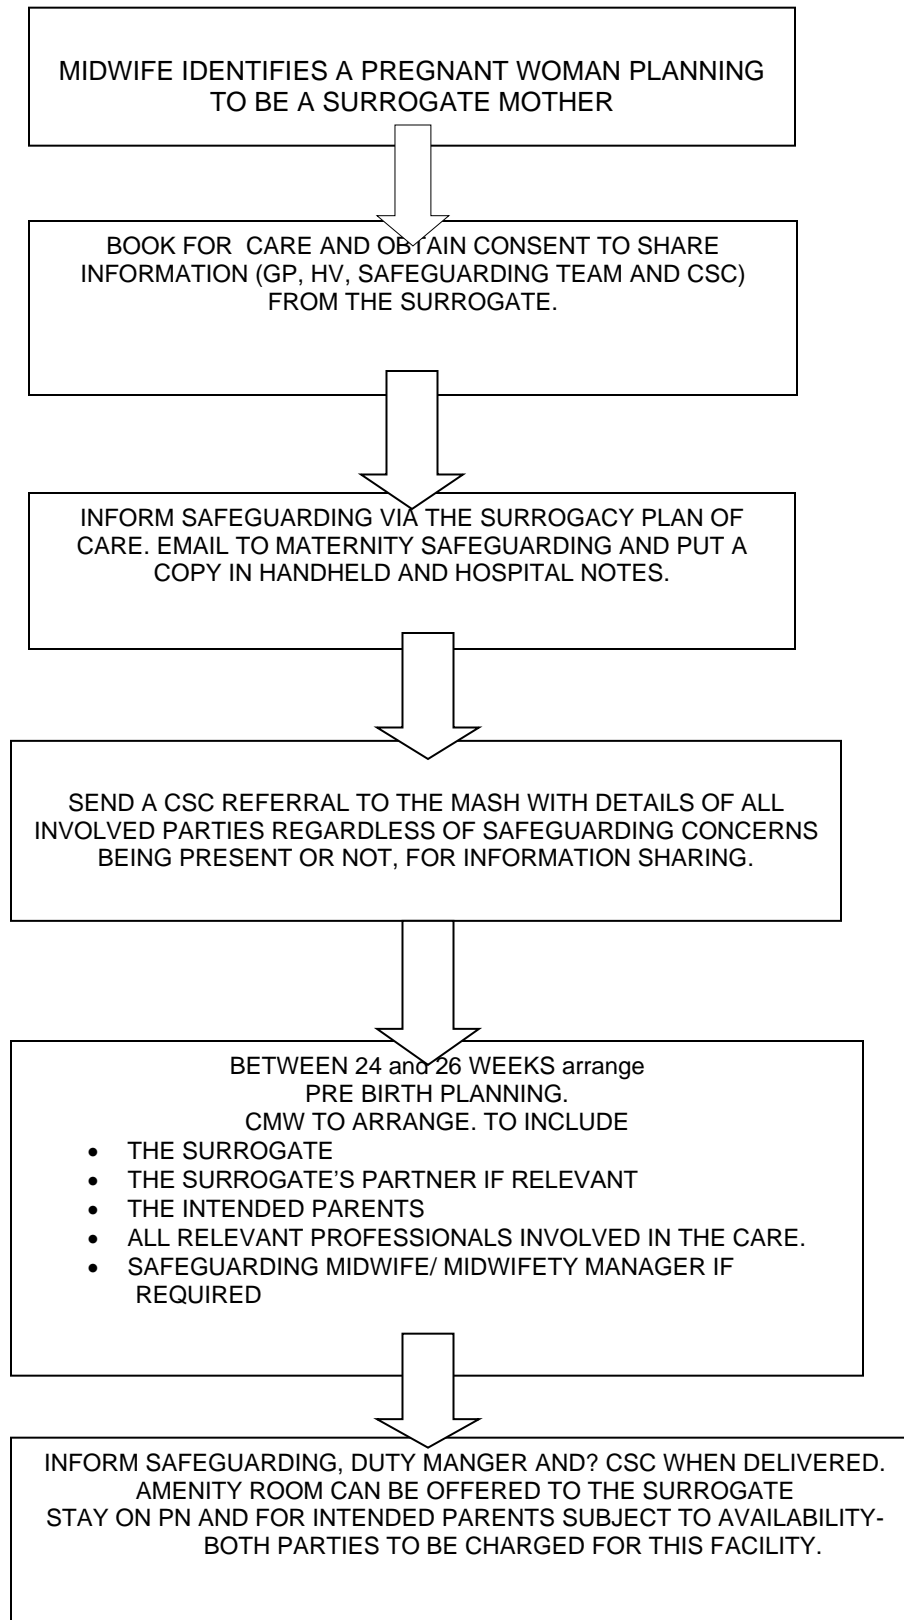 MIDWIFE IDENTIFIES A PREGNANT WOMAN PLANNING
TO BE A SURROGATE MOTHER
BOOK FOR CARE AND OBTAIN CONSENT TO SHARE
INFORMATION (GP, HV, SAFEGUARDING TEAM AND CSC)
FROM THE SURROGATE.
INFORM SAFEGUARDING VIA THE SURROGACY PLAN OF
CARE. EMAIL TO MATERNITY SAFEGUARDING AND PUT A
COPY IN HANDHELD AND HOSPITAL NOTES.
SEND A CSC REFERRAL TO THE MASH WITH DETAILS OF ALL
INVOLVED PARTIES REGARDLESS OF SAFEGUARDING CONCERNS
BEING PRESENT OR NOT, FOR INFORMATION SHARING.
BETWEEN 24 and 26 WEEKS arrange
PRE BIRTH PLANNING.
CMW TO ARRANGE. TO INCLUDE
• THE SURROGATE
• THE SURROGATE'S PARTNER IF RELEVANT
• THE INTENDED PARENTS
• ALL RELEVANT PROFESSIONALS INVOLVED IN THE CARE.
• SAFEGUARDING MIDWIFE/ MIDWIFETY MANAGER IF
REQUIRED
INFORM SAFEGUARDING, DUTY MANGER AND? CSC WHEN DELIVERED.
AMENITY ROOM CAN BE OFFERED TO THE SURROGATE
STAY ON PN AND FOR INTENDED PARENTS SUBJECT TO AVAILABILITY-
BOTH PARTIES TO BE CHARGED FOR THIS FACILITY.